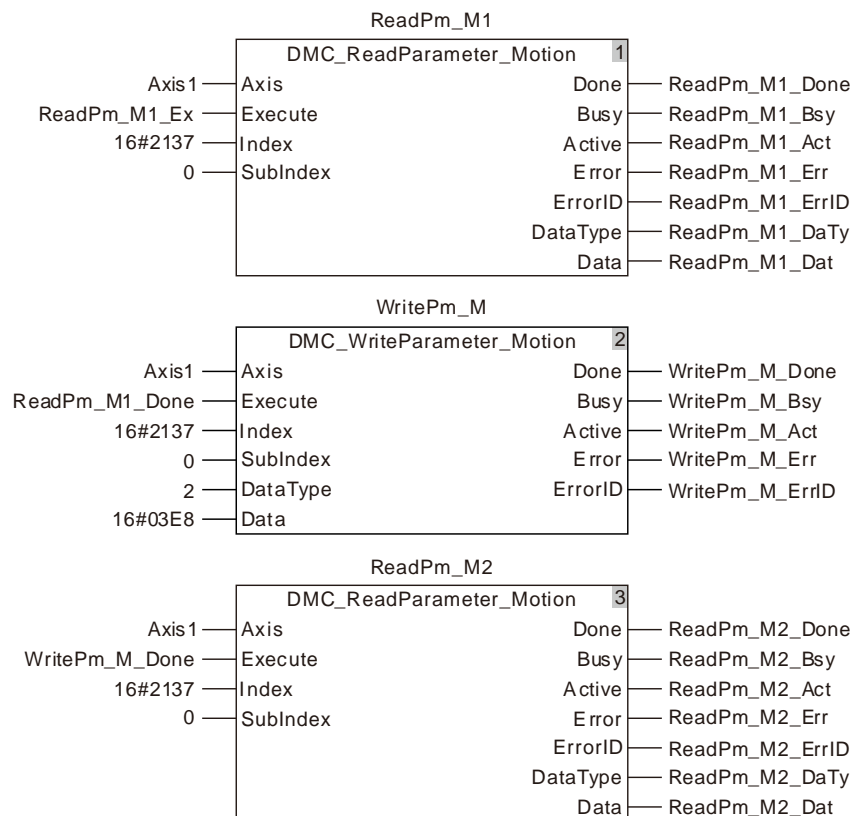 ReadPm_M1
DMC_ReadParameter_Motion 1
Axis1 Axis Done ReadPm_M1_Done
ReadPm_M1_Ex Execute Busy ReadPm_M1_Bsy
16#2137 Index Active ReadPm_M1_Act
0 SubIndex Error ReadPm_M1_Err
ErrorID ReadPm_M1_ErrID
DataType ReadPm_M1_DaTy
Data ReadPm_M1_Dat
WritePm_M
DMC_WriteParameter_Motion 2
Axis1 Axis Done WritePm_M_Done
ReadPm_M1_Done Execute Busy WritePm_M_Bsy
16#2137 Index Active WritePm_M_Act
0 SubIndex Error WritePm_M_Err
2 DataType ErrorID WritePm_M_ErrID
16#03E8 Data
ReadPm_M2
DMC_ReadParameter_Motion 3
Axis1 Axis Done ReadPm_M2_Done
WritePm_M_Done Execute Busy ReadPm_M2_Bsy
16#2137 Index Active ReadPm_M2_Act
0 SubIndex Error ReadPm_M2_Err
ErrorID ReadPm_M2_ErrID
DataType ReadPm_M2_DaTy
Data ReadPm_M2_Dat